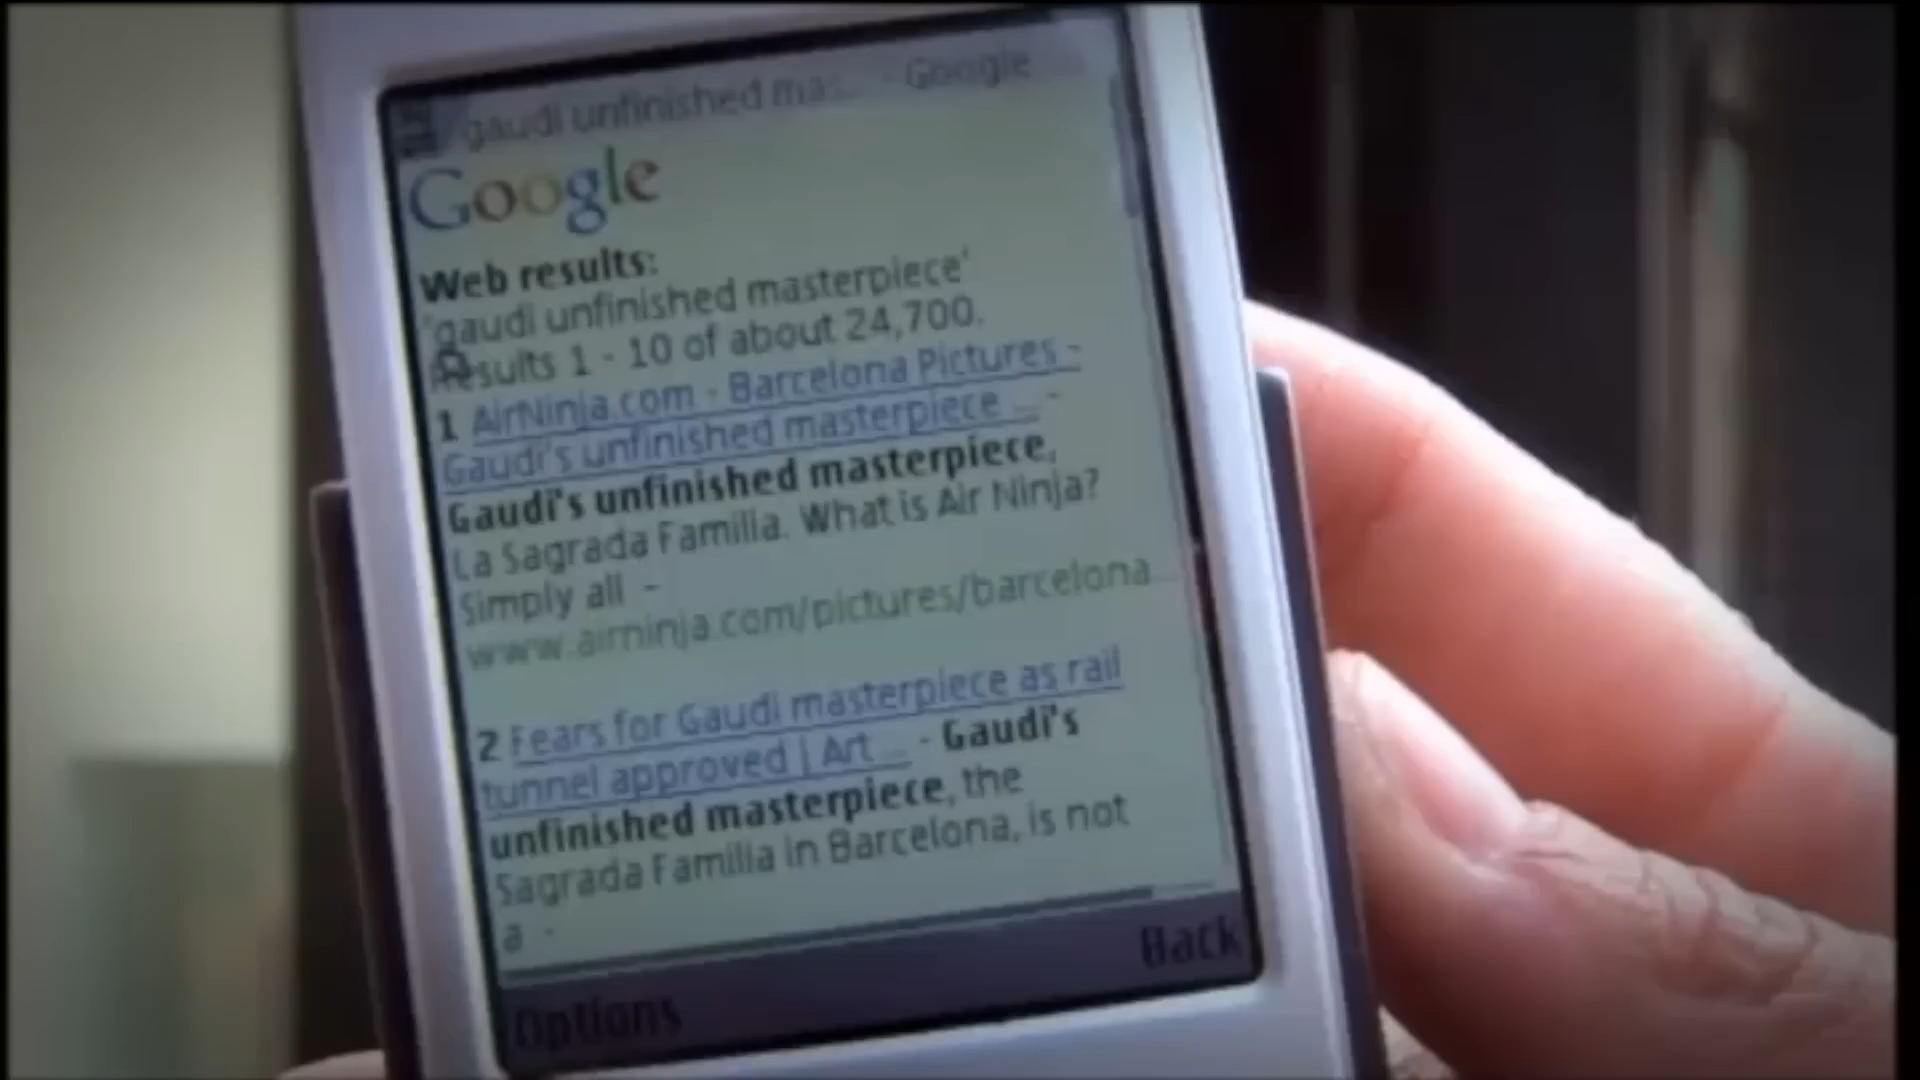 gaudi unfinished mas... - Google
Google
Web results:
'gaudi unfinished masterpiece'
Results 1 - 10 of about 24,700.
1 AirNinja.com - Barcelona Pictures -
Gaudi's unfinished masterpiece ... -
Gaudi's unfinished masterpiece,
La Sagrada Familia. What is Air Ninja?
Simply all -
www.airninja.com/pictures/barcelona...
2 Fears for Gaudi masterpiece as rail
tunnel approved | Art ... - Gaudi's
unfinished masterpiece, the
Sagrada Familia in Barcelona, is not
a -
Options
Back